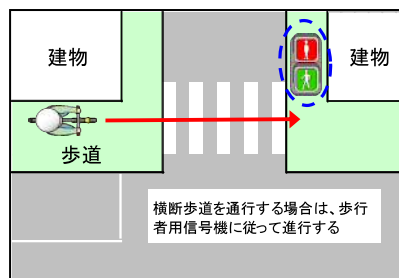 建物
建物
歩道
横断歩道を通行する場合は、歩行
者用信号機に従って進行する